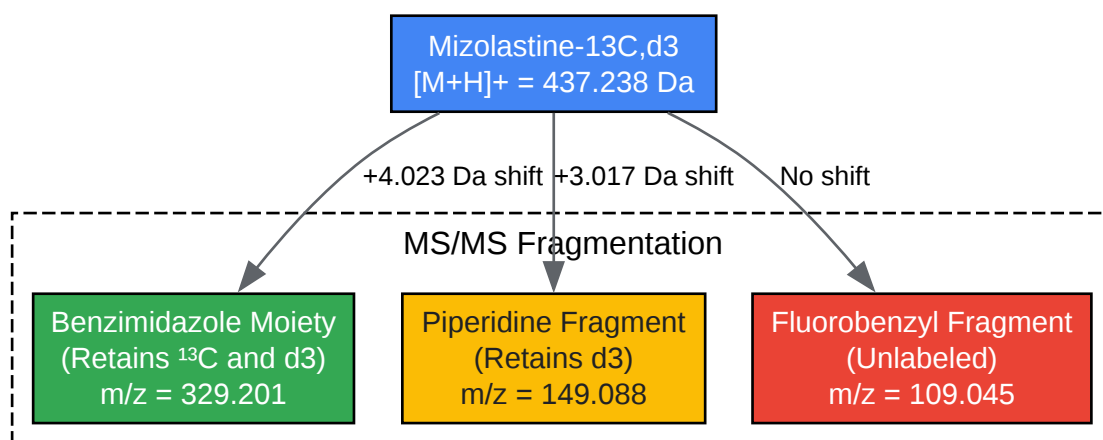 Mizolastine-13C,d3
[M+H]+ = 437.238 Da
+4.023 Da shift
+3.017 Da shift
No shift
MS/MS Fragmentation
Benzimidazole Moiety
(Retains ¹³C and d3)
m/z = 329.201
Piperidine Fragment
(Retains d3)
m/z = 149.088
Fluorobenzyl Fragment
(Unlabeled)
m/z = 109.045